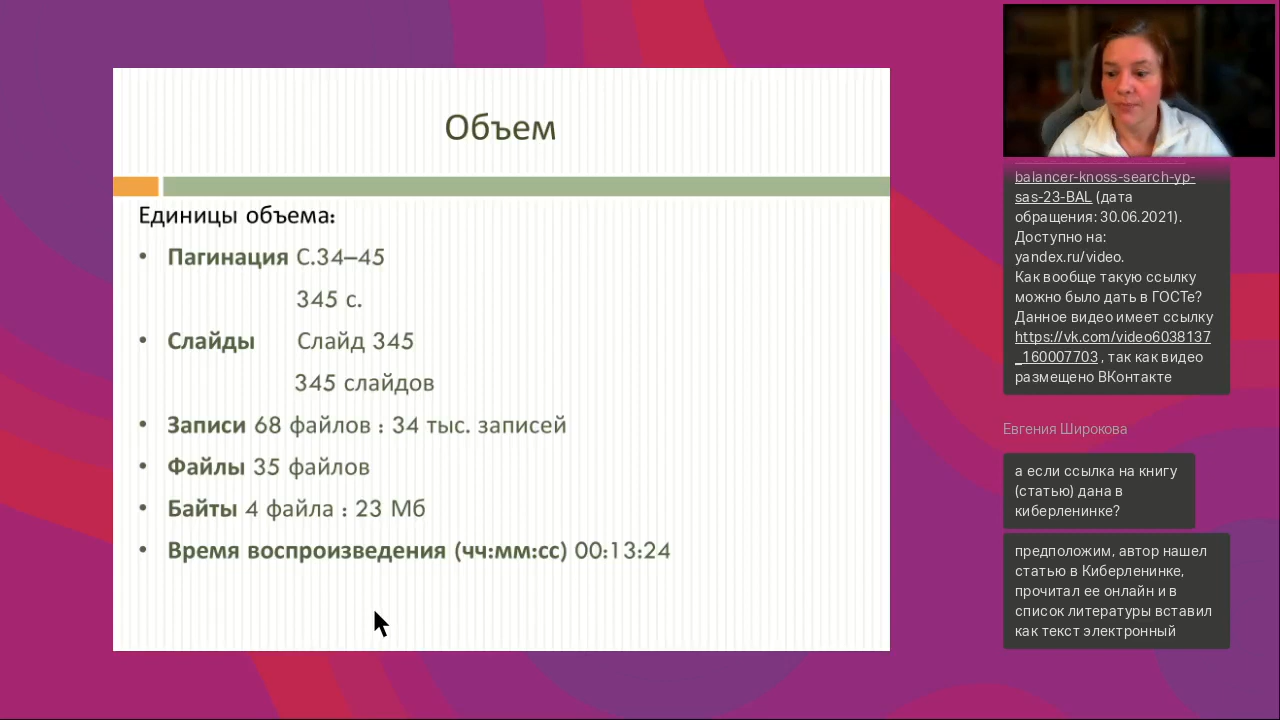 Объем
Единицы объема:
• Пагинация С.34–45
345 с.
• Слайды Слайд 345
345 слайдов
• Записи 68 файлов : 34 тыс. записей
• Файлы 35 файлов
• Байты 4 файла : 23 Мб
• Время воспроизведения (чч:мм:сс) 00:13:24
balancer-knoss-search-yp-
sas-23-BAL (дата
обращения: 30.06.2021).
Доступно на:
yandex.ru/video.
Как вообще такую ссылку
можно было дать в ГОСТе?
Данное видео имеет ссылку
https://vk.com/video6038137
_160007703 , так как видео
размещено ВКонтакте
Евгения Широкова
а если ссылка на книгу
(статью) дана в
киберленинке?
предположим, автор нашел
статью в Киберленинке,
прочитал ее онлайн и в
список литературы вставил
как текст электронный